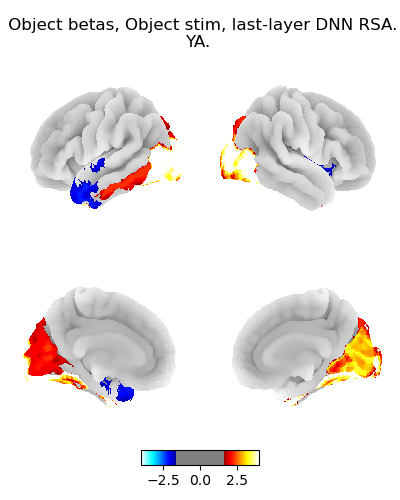 Object betas, Object stim, last-layer DNN RSA.
YA.
−2.5 0.0 2.5